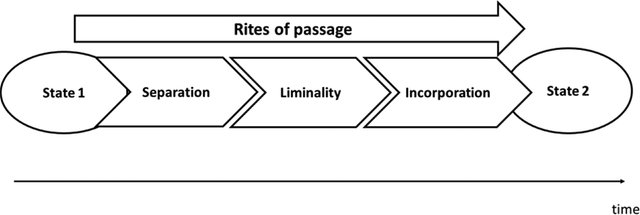 Rites of passage
State 1
Separation
Liminality
Incorporation
State 2
time